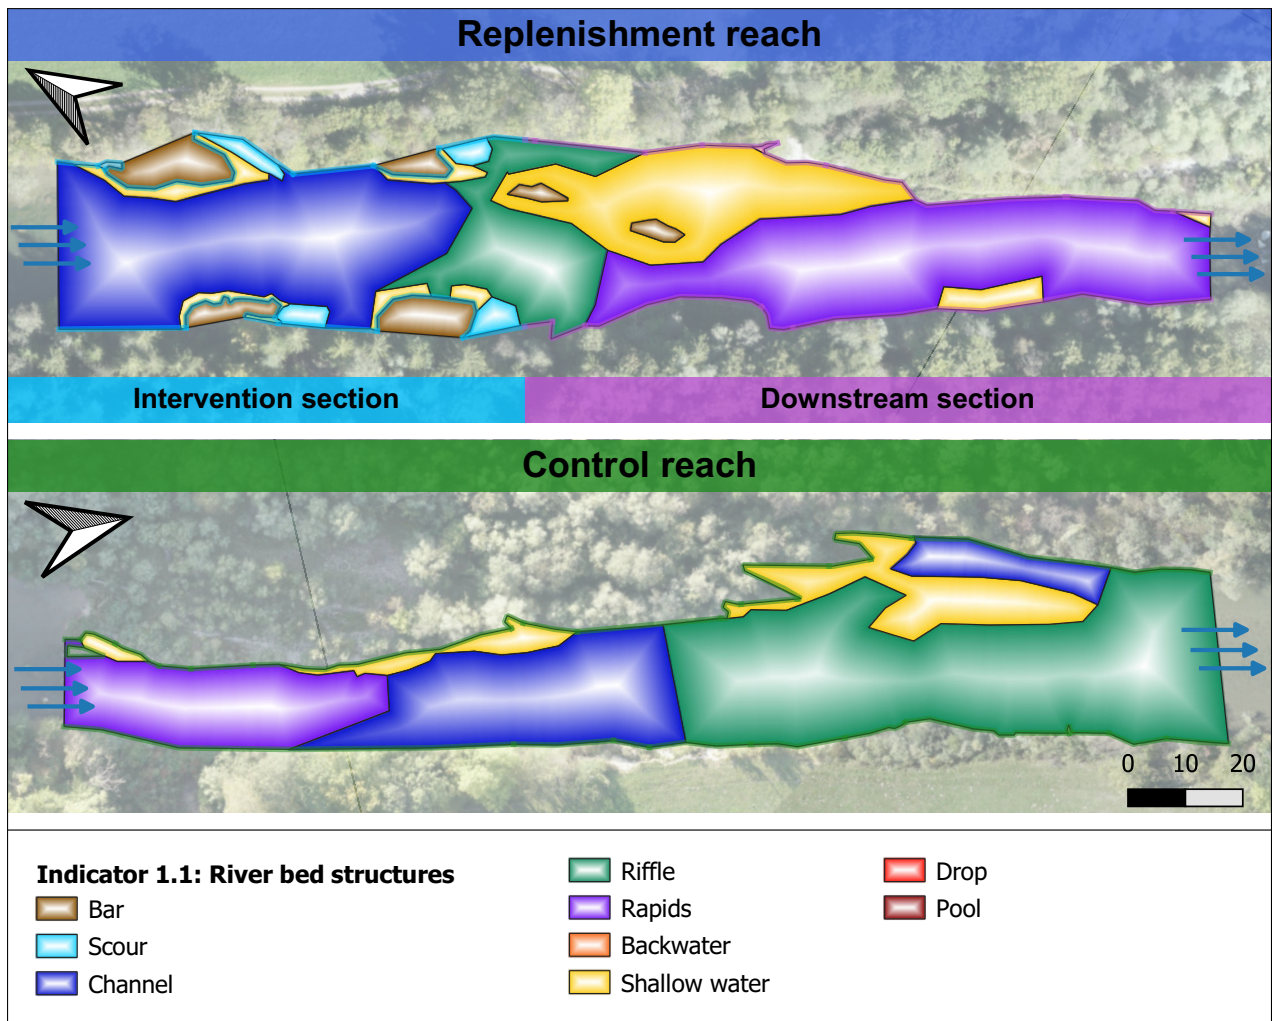 Replenishment reach
Intervention section
Downstream section
Control reach
0 10 20
Indicator 1.1: River bed structures
Bar
Scour
Channel
Riffle
Rapids
Backwater
Shallow water
Drop
Pool